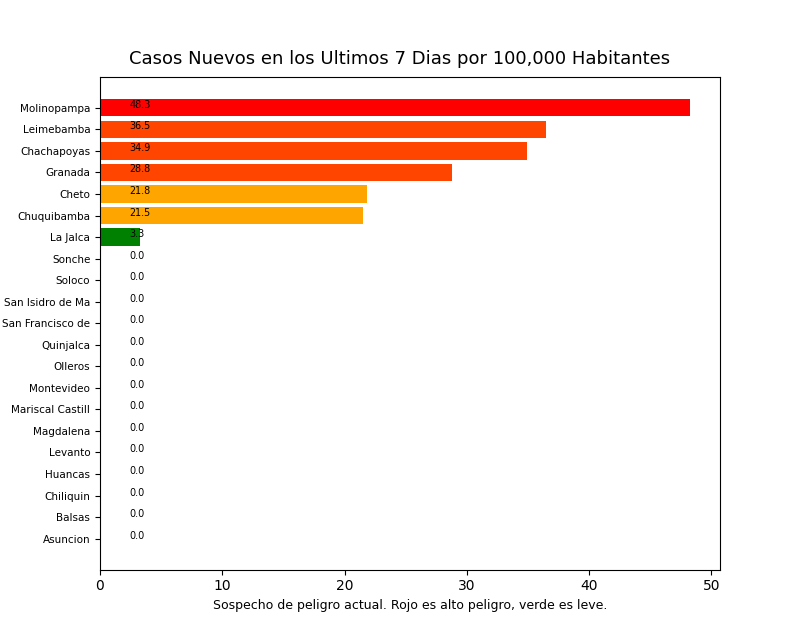 Casos Nuevos en los Ultimos 7 Dias por 100,000 Habitantes
Molinopampa 48.3
Leimebamba 36.5
Chachapoyas 34.9
Granada 28.8
Cheto 21.8
Chuquibamba 21.5
La Jalca 3.3
Sonche 0.0
Soloco 0.0
San Isidro de Ma 0.0
San Francisco de 0.0
Quinjalca 0.0
Olleros 0.0
Montevideo 0.0
Mariscal Castill 0.0
Magdalena 0.0
Levanto 0.0
Huancas 0.0
Chiliquin 0.0
Balsas 0.0
Asuncion 0.0
0 10 20 30 40 50
Sospecho de peligro actual. Rojo es alto peligro, verde es leve.